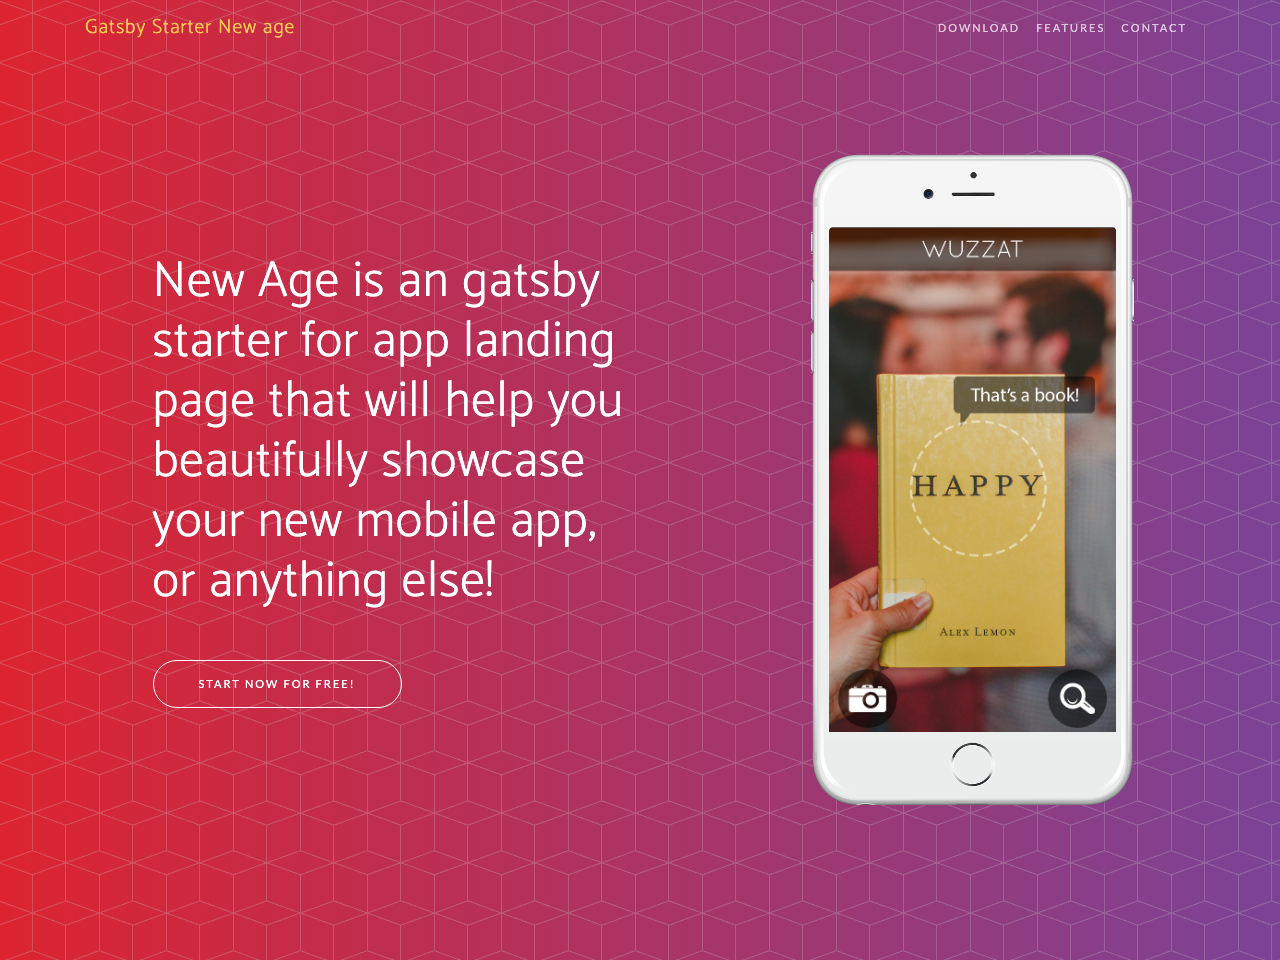 Gatsby Starter New age
DOWNLOAD FEATURES CONTACT
New Age is an gatsby
starter for app landing
page that will help you
beautifully showcase
your new mobile app,
or anything else!
START NOW FOR FREE!
WUZZAT
That's a book!
HAPPY
ALEX LEMON